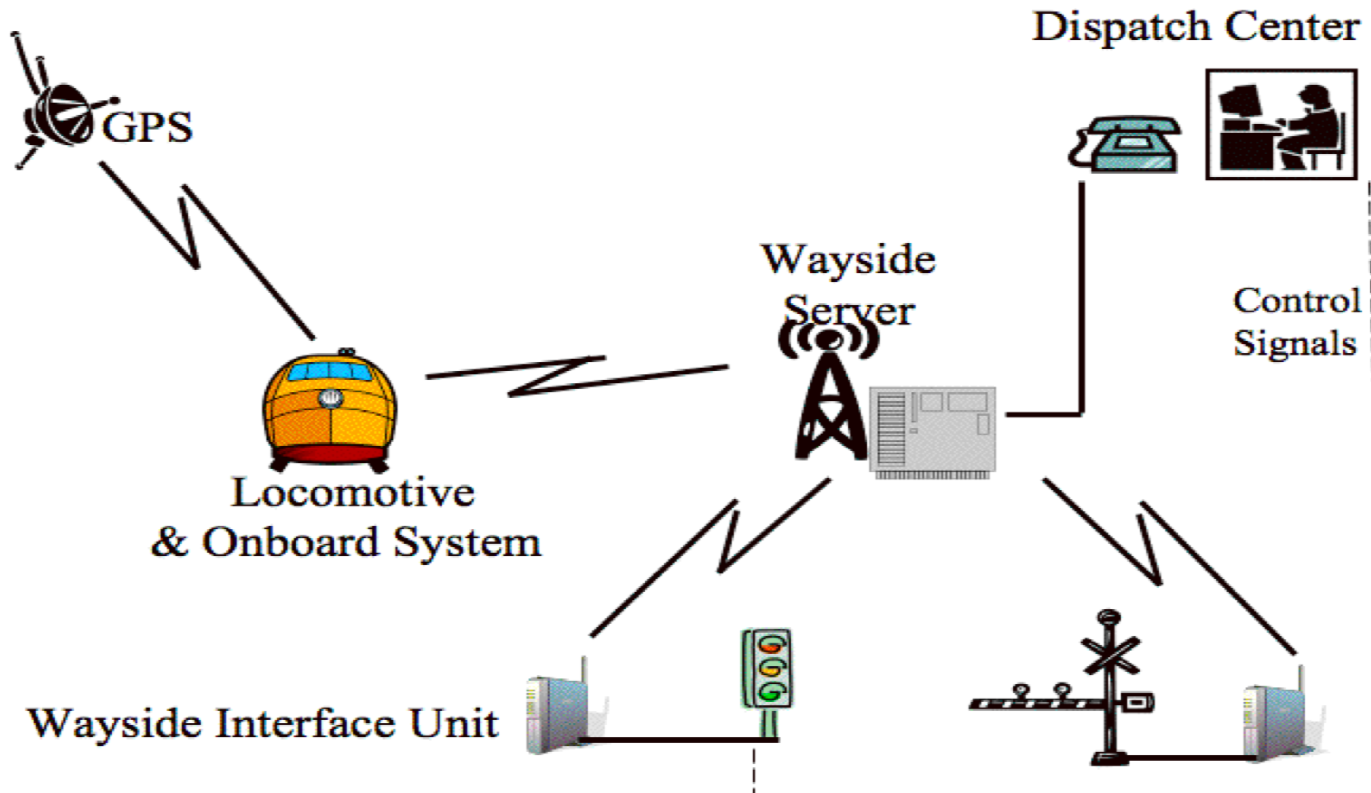 Dispatch Center
GPS
Wayside
Server
Control
Signals
Locomotive
& Onboard System
Wayside Interface Unit